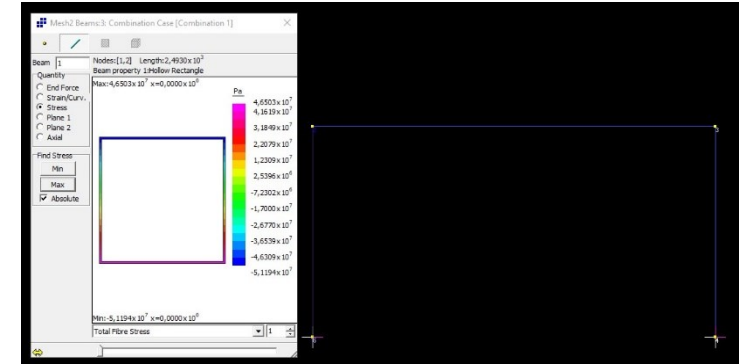 Mesh2 Beams:3: Combination Case [Combination 1]
Beam 1
Nodes:[1,2] Length:2,4930x10³
Beam property 1:Hollow Rectangle
Quantity
End Force
Strain/Curv.
Stress
Plane 1
Plane 2
Axial
Find Stress
Min
Max
Absolute
Max:4,6503x10⁷ x=0,0000x10⁰
Pa
4,6503x10⁷
4,1619x10⁷
3,1849x10⁷
2,2079x10⁷
1,2309x10⁷
2,5396x10⁶
-7,2302x10⁶
-1,7000x10⁷
-2,6770x10⁷
-3,6539x10⁷
-4,6309x10⁷
-5,1194x10⁷
Min:-5,1194x10⁷ x=0,0000x10⁰
Total Fibre Stress
1